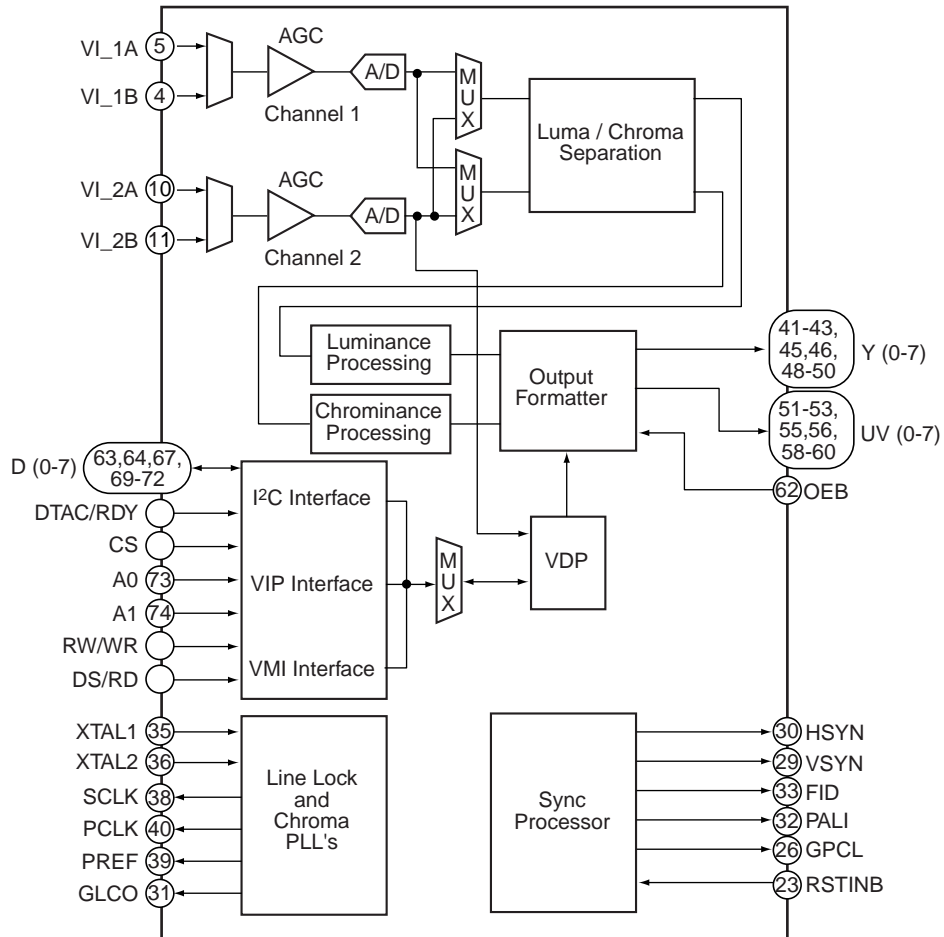 VI_1A
5
AGC
A/D
MUX
VI_1B
4
Channel 1
Luma / Chroma
Separation
VI_2A
10
AGC
A/D
MUX
VI_2B
11
Channel 2
Luminance
Processing
Chrominance
Processing
Output
Formatter
41-43,
45,46,
48-50
Y (0-7)
51-53,
55,56,
58-60
UV (0-7)
62
OEB
D (0-7)
63,64,67,
69-72
DTAC/RDY
CS
A0
73
A1
74
RW/WR
DS/RD
I²C Interface
VIP Interface
VMI Interface
MUX
VDP
XTAL1
35
XTAL2
36
SCLK
38
PCLK
40
PREF
39
GLCO
31
Line Lock
and
Chroma
PLL's
Sync
Processor
30
HSYN
29
VSYN
33
FID
32
PALI
26
GPCL
23
RSTINB